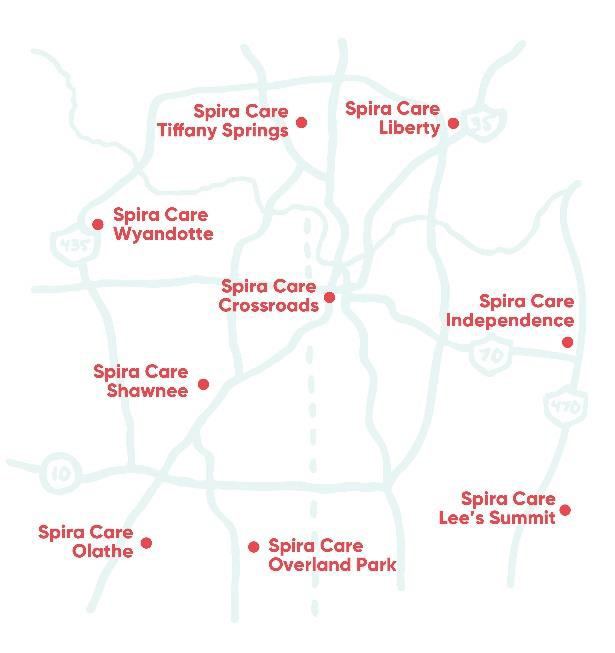 Spira Care
Tiffany Springs
Spira Care
Liberty
35
Spira Care
Wyandotte
435
Spira Care
Crossroads
Spira Care
Independence
70
Spira Care
Shawnee
470
10
Spira Care
Lee's Summit
Spira Care
Olathe
Spira Care
Overland Park